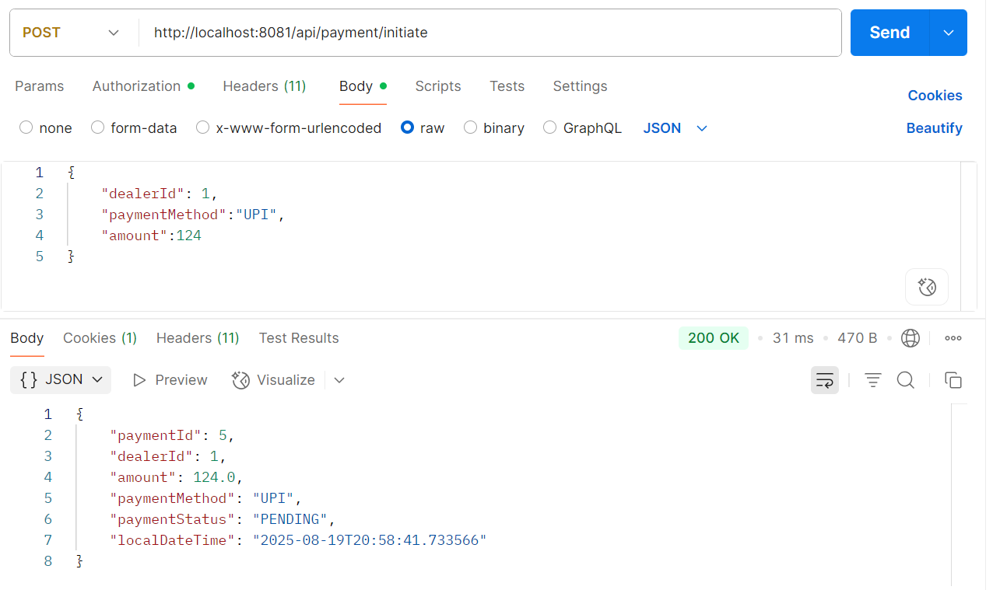 POST http://localhost:8081/api/payment/initiate Send
Params Authorization Headers (11) Body Scripts Tests Settings
Cookies
none form-data x-www-form-urlencoded raw binary GraphQL JSON Beautify
1 {
2 "dealerId": 1,
3 "paymentMethod":"UPI",
4 "amount":124
5 }
Body Cookies (1) Headers (11) Test Results 200 OK 31 ms 470 B
{} JSON Preview Visualize
1 {
2 "paymentId": 5,
3 "dealerId": 1,
4 "amount": 124.0,
5 "paymentMethod": "UPI",
6 "paymentStatus": "PENDING",
7 "localDateTime": "2025-08-19T20:58:41.733566"
8 }